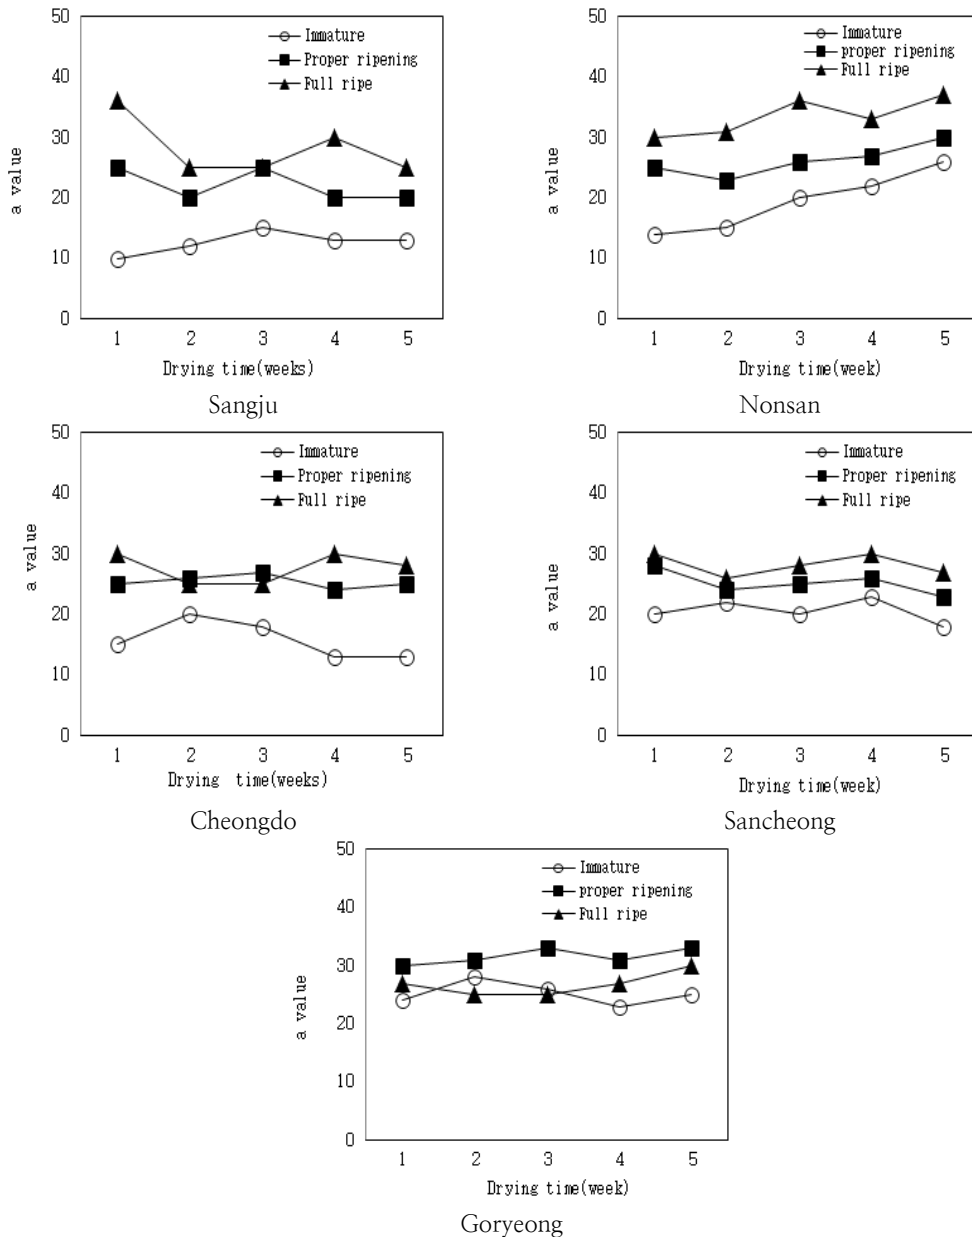 50
40
30
20
10
0
a value
Immature
Proper ripening
Full ripe
1 2 3 4 5
Drying time(weeks)
Sangju
50
40
30
20
10
0
a value
Immature
proper ripening
Full ripe
1 2 3 4 5
Drying time(week)
Nonsan
50
40
30
20
10
0
a value
Immature
Proper ripening
Full ripe
1 2 3 4 5
Drying time(weeks)
Cheongdo
50
40
30
20
10
0
a value
Immature
Proper ripening
Full ripe
1 2 3 4 5
Drying time(week)
Sancheong
50
40
30
20
10
0
a value
Immature
proper ripening
Full ripe
1 2 3 4 5
Drying time(week)
Goryeong